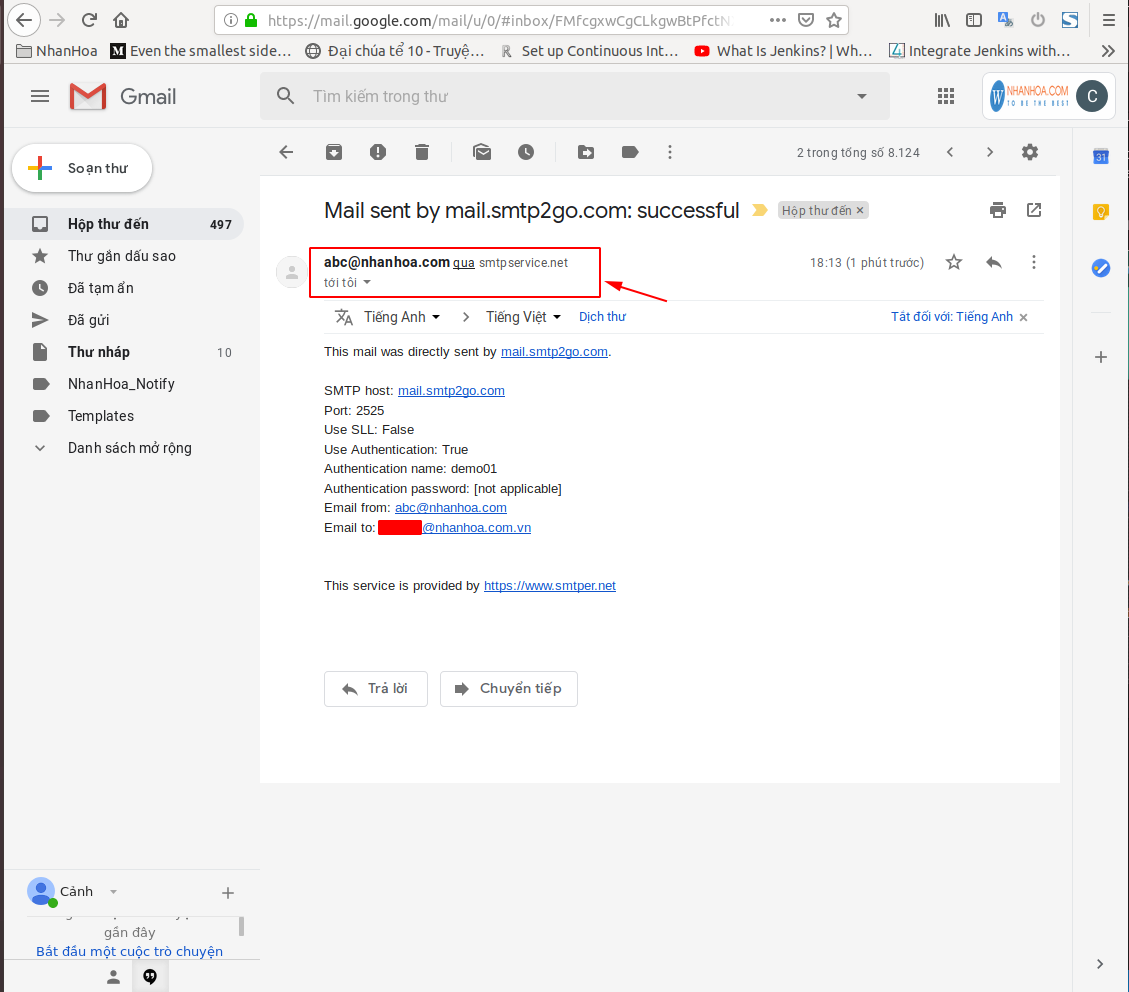 https://mail.google.com/mail/u/0/#inbox/FMfcgxwCgCLkgwBtPfctN
NhanHoa
M Even the smallest side…
Đại chúa tể 10 - Truyệ…
R Set up Continuous Int…
What Is Jenkins? | Wh…
Integrate Jenkins with…
Gmail
Tìm kiếm trong thư
W NHANHOA.COM
TO BE THE BEST
C
Soạn thư
2 trong tổng số 8.124
31
Hộp thư đến 497
Thư gắn dấu sao
Đã tạm ẩn
Đã gửi
Thư nháp 10
NhanHoa_Notify
Templates
Danh sách mở rộng
Mail sent by mail.smtp2go.com: successful
Hộp thư đến ×
abc@nhanhoa.com qua smtpservice.net
18:13 (1 phút trước)
tới tôi
Tiếng Anh > Tiếng Việt Dịch thư
Tắt đối với: Tiếng Anh ×
This mail was directly sent by mail.smtp2go.com.
SMTP host: mail.smtp2go.com
Port: 2525
Use SLL: False
Use Authentication: True
Authentication name: demo01
Authentication password: [not applicable]
Email from: abc@nhanhoa.com
Email to: @nhanhoa.com.vn
This service is provided by https://www.smtper.net
Trả lời
Chuyển tiếp
Cảnh
gần đây
Bắt đầu một cuộc trò chuyện